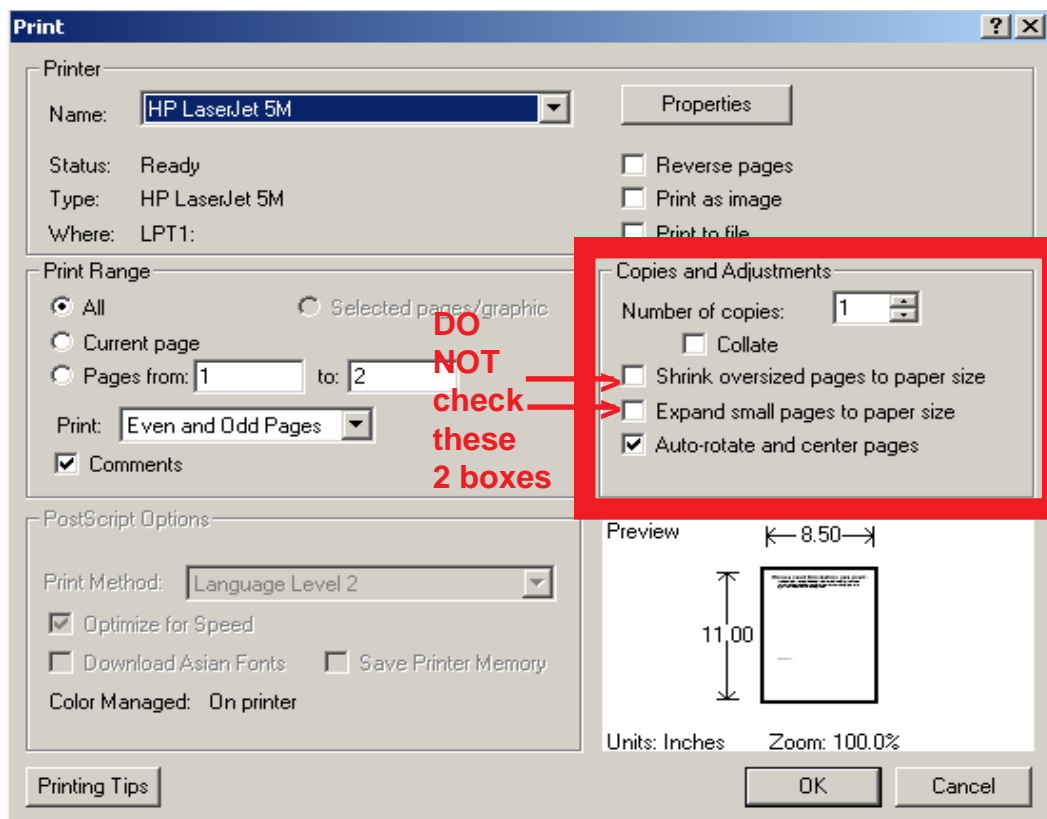 Print
Printer
Name: HP LaserJet 5M
Properties
Status: Ready
Type: HP LaserJet 5M
Where: LPT1:
Reverse pages
Print as image
Print to file
Print Range
All
Selected pages/graphic
Current page
Pages from: 1 to: 2
Print: Even and Odd Pages
Comments
DO
NOT
check
these
2 boxes
Copies and Adjustments
Number of copies: 1
Collate
Shrink oversized pages to paper size
Expand small pages to paper size
Auto-rotate and center pages
PostScript Options
Print Method: Language Level 2
Optimize for Speed
Download Asian Fonts
Save Printer Memory
Color Managed: On printer
Preview
8.50
11.00
Units: Inches Zoom: 100.0%
Printing Tips
OK
Cancel